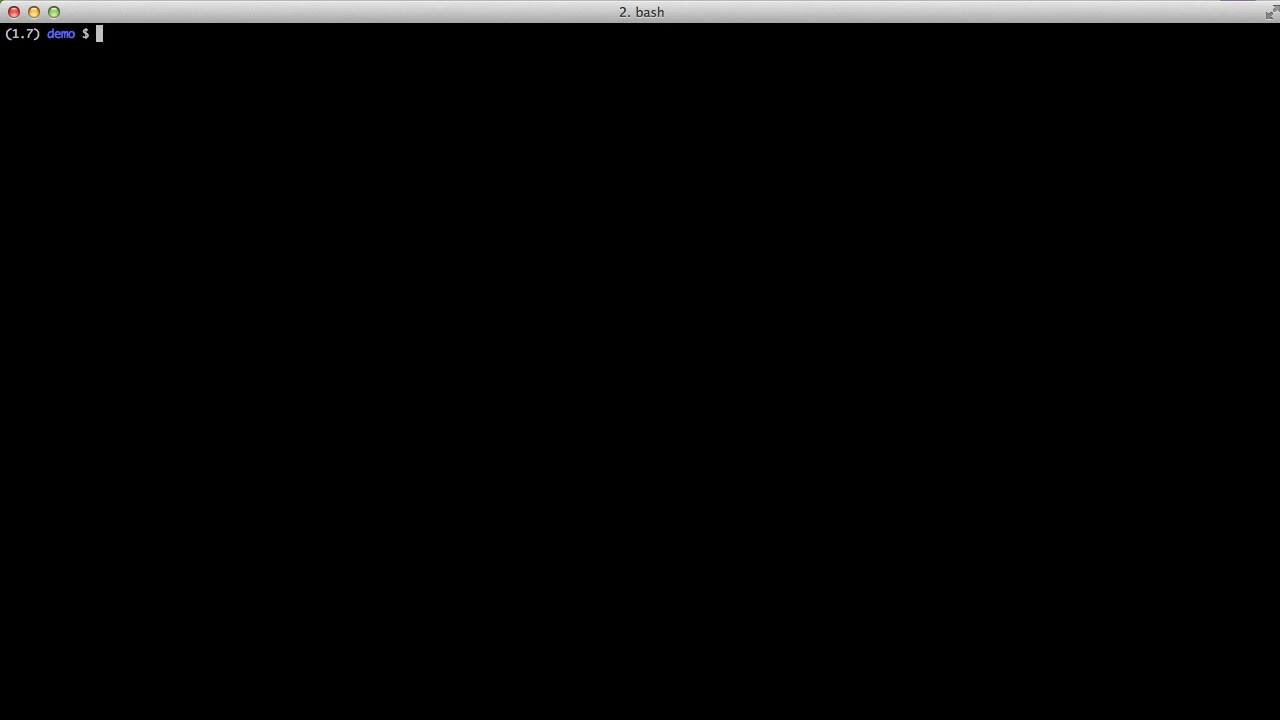 2. bash
(1.7) demo $